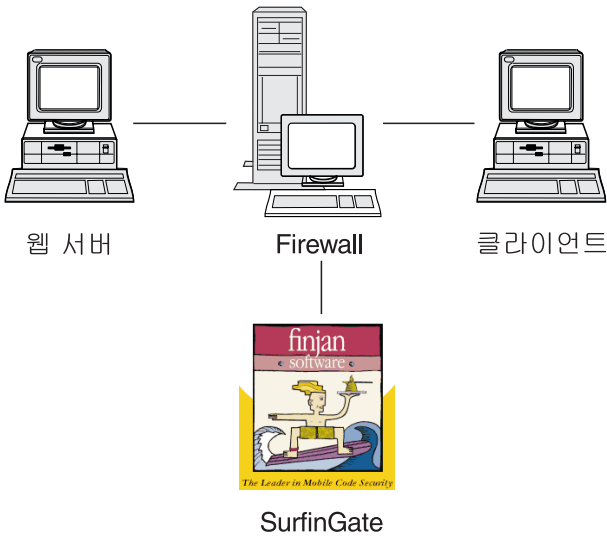 웹 서버
Firewall
클라이언트
finjan
software
The Leader in Mobile Code Security
SurfinGate